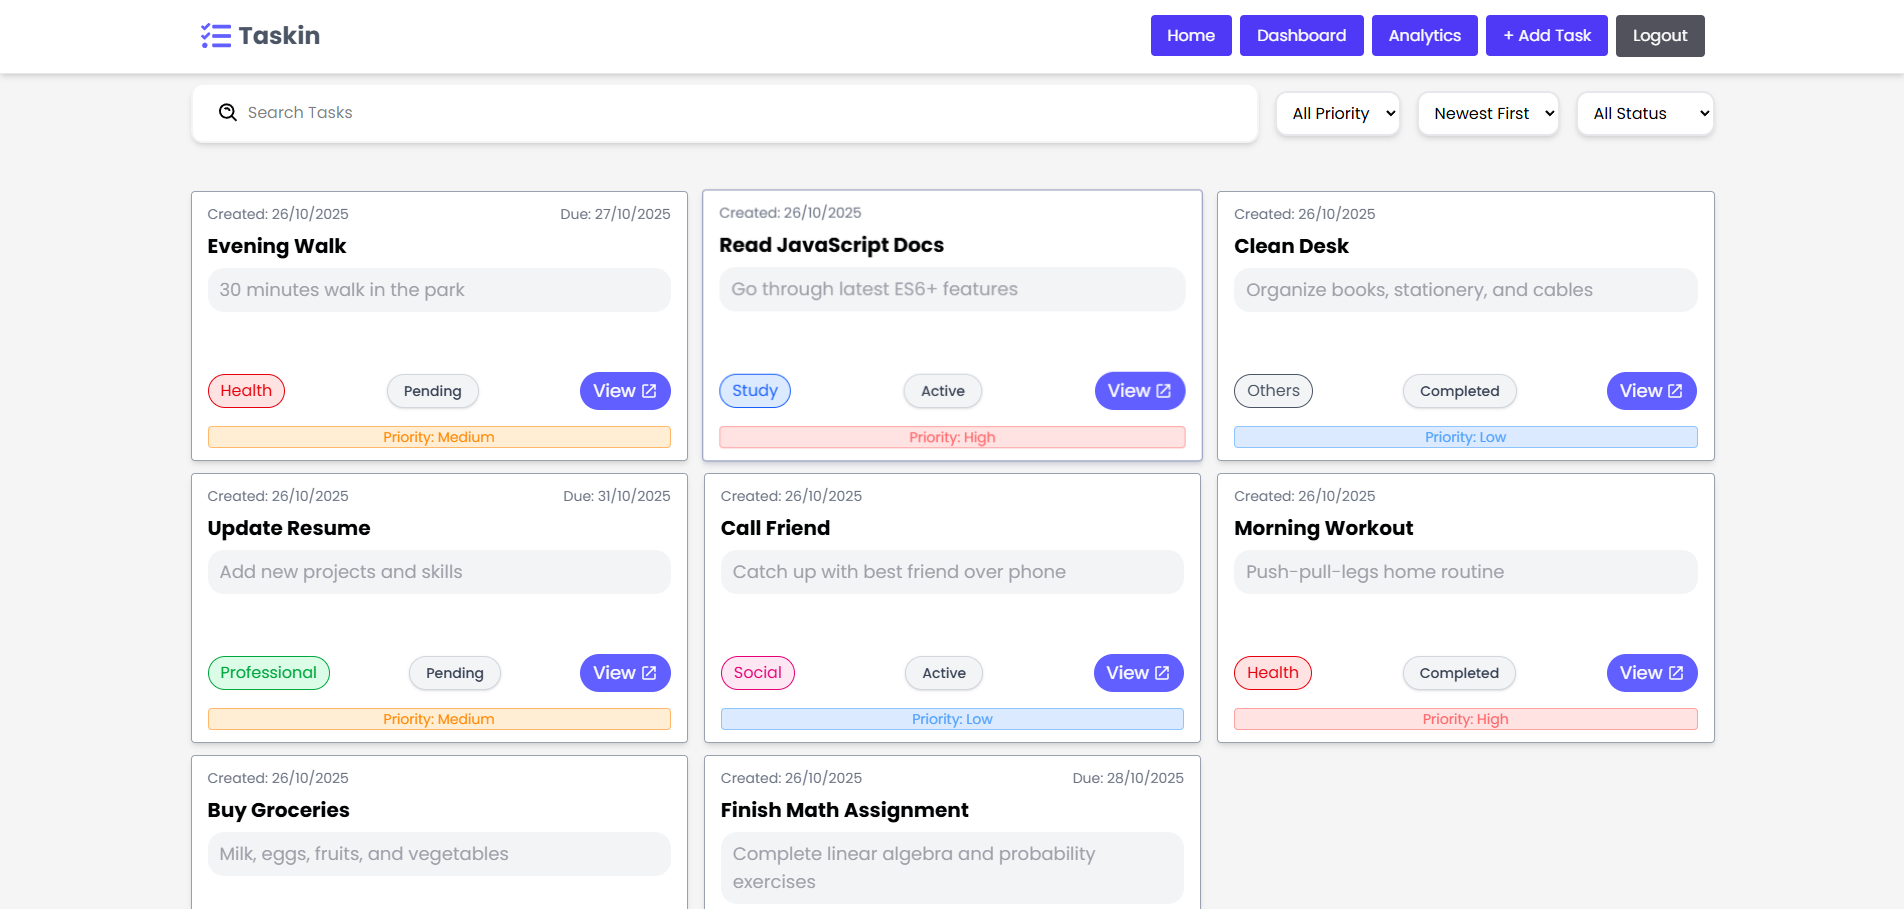 Taskin
Home
Dashboard
Analytics
+ Add Task
Logout
Search Tasks
All Priority
Newest First
All Status
Created: 26/10/2025
Due: 27/10/2025
Evening Walk
30 minutes walk in the park
Health
Pending
View
Priority: Medium
Created: 26/10/2025
Read JavaScript Docs
Go through latest ES6+ features
Study
Active
View
Priority: High
Created: 26/10/2025
Clean Desk
Organize books, stationery, and cables
Others
Completed
View
Priority: Low
Created: 26/10/2025
Due: 31/10/2025
Update Resume
Add new projects and skills
Professional
Pending
View
Priority: Medium
Created: 26/10/2025
Call Friend
Catch up with best friend over phone
Social
Active
View
Priority: Low
Created: 26/10/2025
Morning Workout
Push-pull-legs home routine
Health
Completed
View
Priority: High
Created: 26/10/2025
Buy Groceries
Milk, eggs, fruits, and vegetables
Created: 26/10/2025
Due: 28/10/2025
Finish Math Assignment
Complete linear algebra and probability
exercises